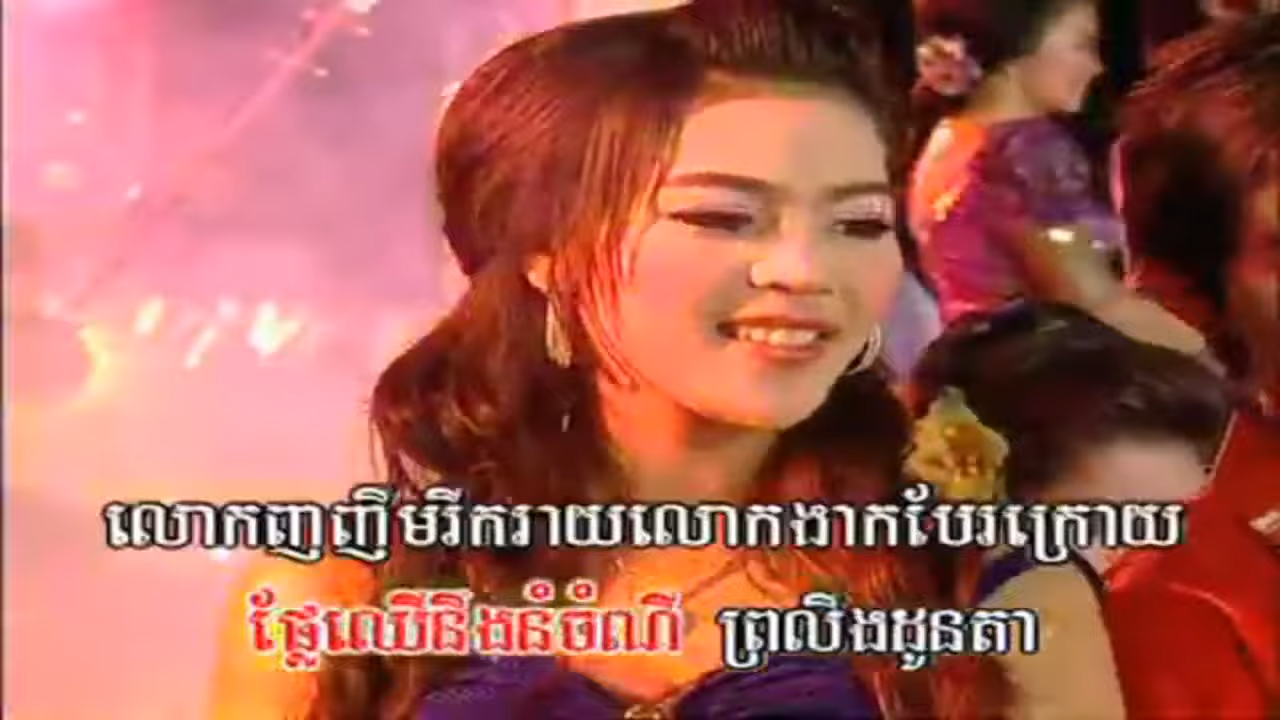 លោកញញឹមរីករាយលោកងាកបែរក្រោយ
ផ្លែឈើនិងនំចំណី ព្រលឹងដូនតា